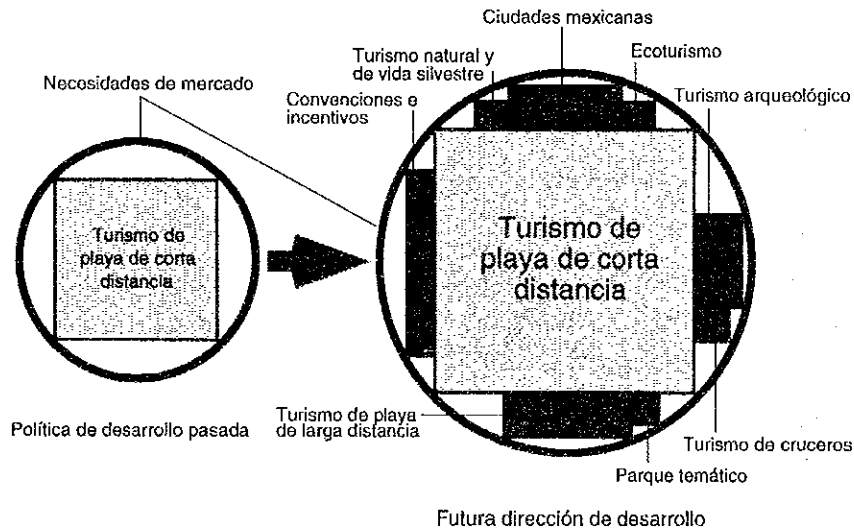 Ciudades mexicanas
Turismo natural y
de vida silvestre
Ecoturismo
Necesidades de mercado
Convenciones e
incentivos
Turismo arqueológico
Turismo de
playa de corta
distancia
Turismo de
playa de corta
distancia
Política de desarrollo pasada
Turismo de playa
de larga distancia
Turismo de cruceros
Parque temático
Futura dirección de desarrollo